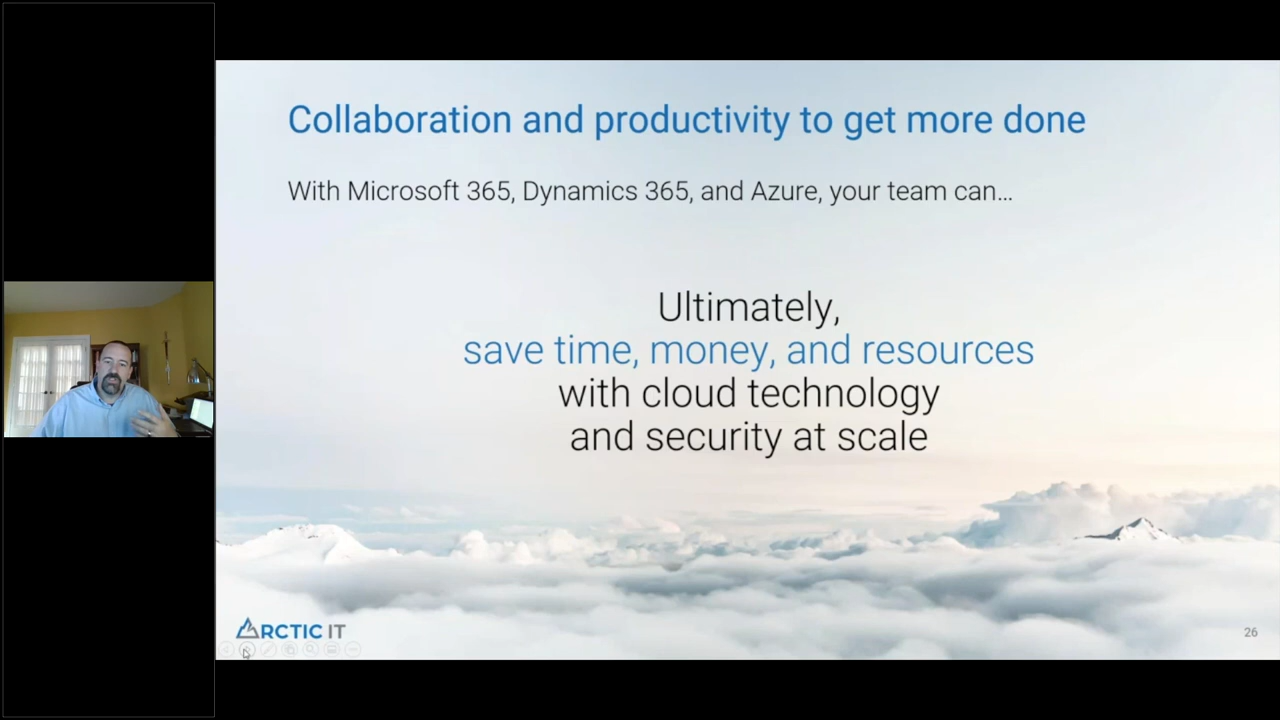 Collaboration and productivity to get more done
With Microsoft 365, Dynamics 365, and Azure, your team can...
Ultimately,
save time, money, and resources
with cloud technology
and security at scale
ARCTIC IT
26